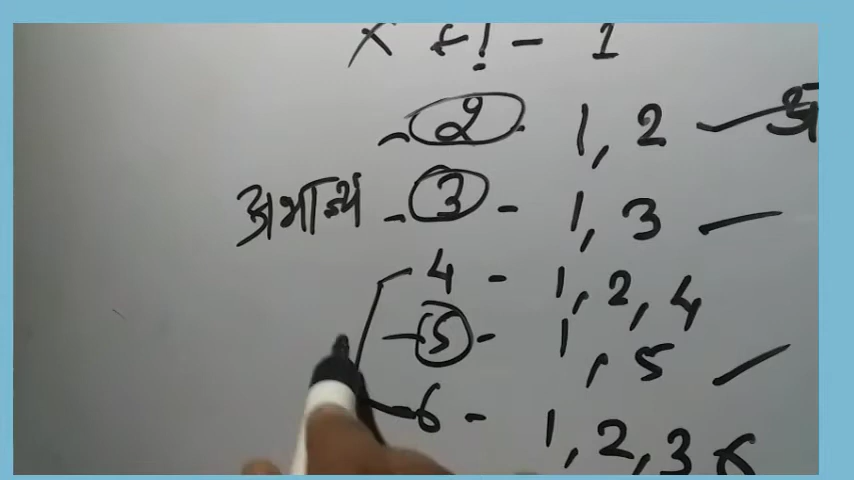 1
2 - 1, 2 — अ
अभाज्य - 3 - 1, 3 —
4 - 1, 2, 4
5 - 1, 5 —
6 - 1, 2, 3